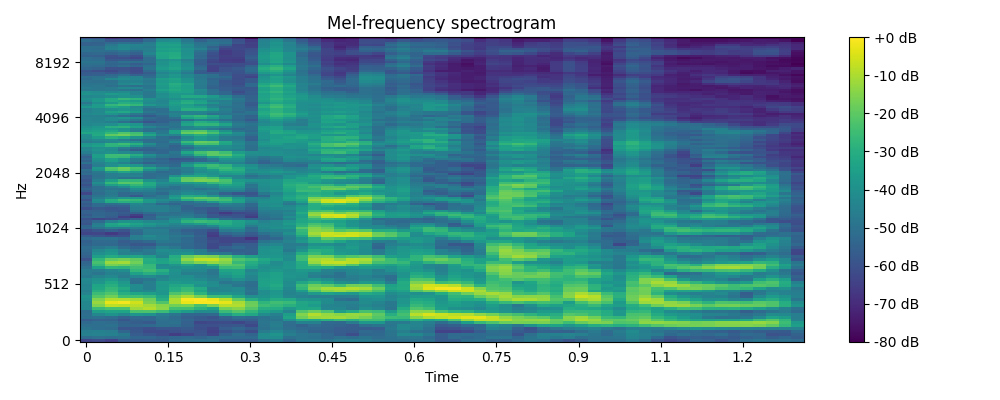 Mel-frequency spectrogram
Hz
8192
4096
2048
1024
512
0
0 0.15 0.3 0.45 0.6 0.75 0.9 1.1 1.2
Time
+0 dB
-10 dB
-20 dB
-30 dB
-40 dB
-50 dB
-60 dB
-70 dB
-80 dB